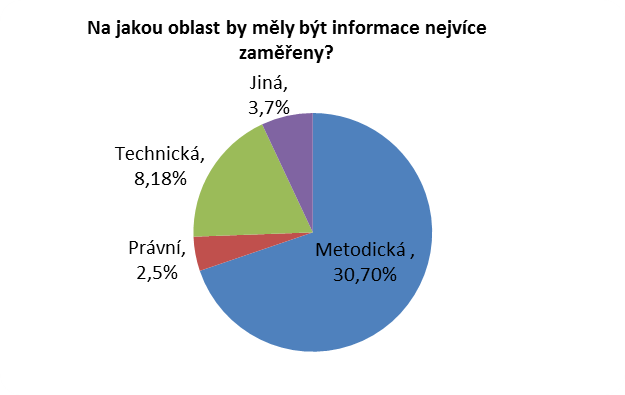 Na jakou oblast by měly být informace nejvíce
zaměřeny?
Jiná,
3,7%
Technická,
8,18%
Právní,
2,5%
Metodická ,
30,70%